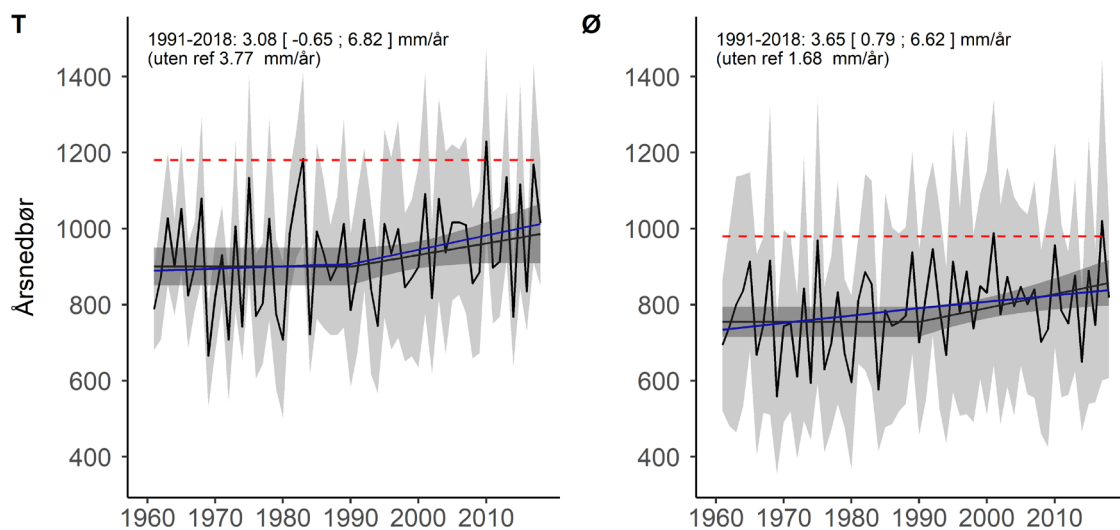 T
1991-2018: 3.08 [ -0.65 ; 6.82 ] mm/år
(uten ref 3.77  mm/år)
Årsnedbør
1400
1200
1000
800
600
400
1960 1970 1980 1990 2000 2010
Ø
1991-2018: 3.65 [ 0.79 ; 6.62 ] mm/år
(uten ref 1.68  mm/år)
1400
1200
1000
800
600
400
1960 1970 1980 1990 2000 2010